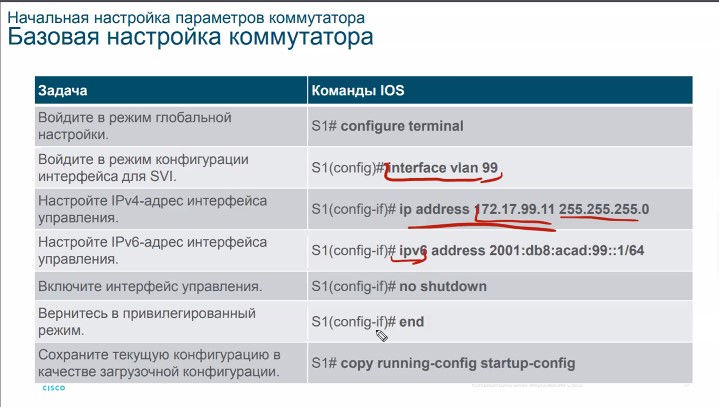 Начальная настройка параметров коммутатора
Базовая настройка коммутатора
Задача
Команды IOS
Войдите в режим глобальной
настройки.
S1# configure terminal
Войдите в режим конфигурации
интерфейса для SVI.
S1(config)# interface vlan 99
Настройте IPv4-адрес интерфейса
управления.
S1(config-if)# ip address 172.17.99.11 255.255.255.0
Настройте IPv6-адрес интерфейса
управления.
S1(config-if)# ipv6 address 2001:db8:acad:99::1/64
Включите интерфейс управления.
S1(config-if)# no shutdown
Вернитесь в привилегированный
режим.
S1(config-if)# end
Сохраните текущую конфигурацию в
качестве загрузочной конфигурации.
S1# copy running-config startup-config
CISCO